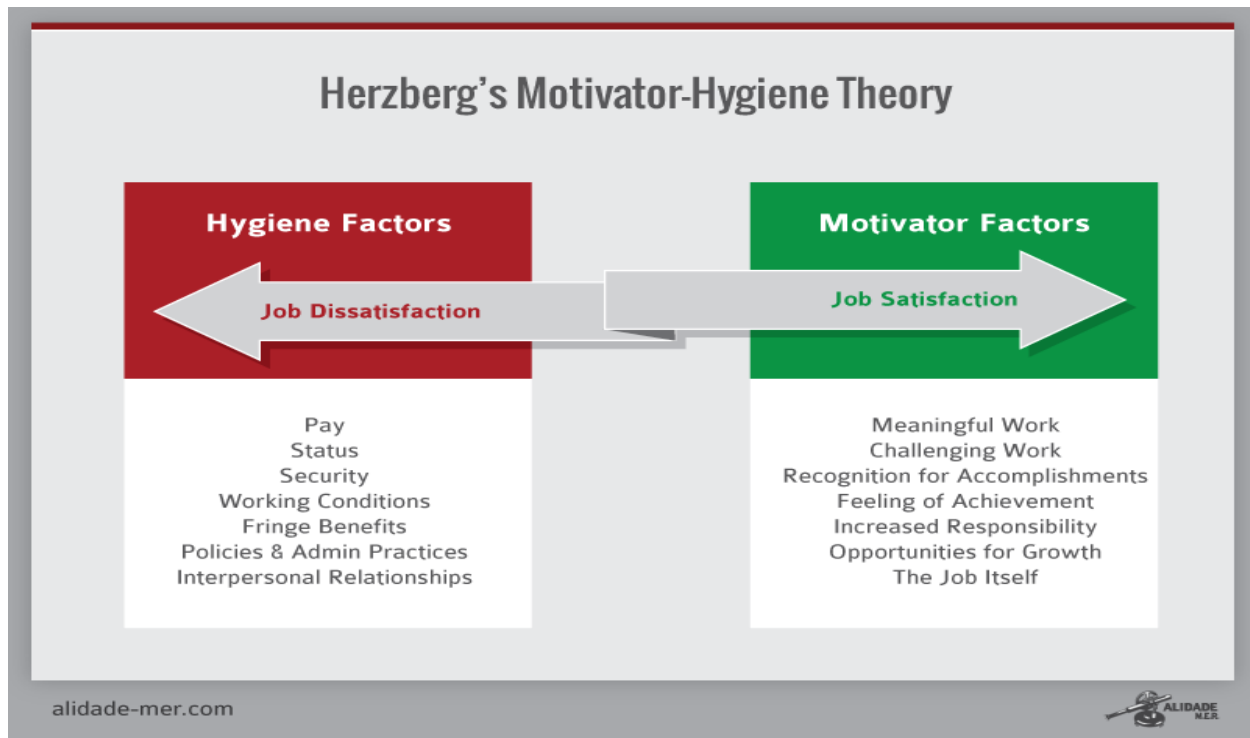 Herzberg's Motivator-Hygiene Theory
Hygiene Factors
Job Dissatisfaction
Pay
Status
Security
Working Conditions
Fringe Benefits
Policies & Admin Practices
Interpersonal Relationships
Motivator Factors
Job Satisfaction
Meaningful Work
Challenging Work
Recognition for Accomplishments
Feeling of Achievement
Increased Responsibility
Opportunities for Growth
The Job Itself
alidade-mer.com
ALIDADE
M.E.R.